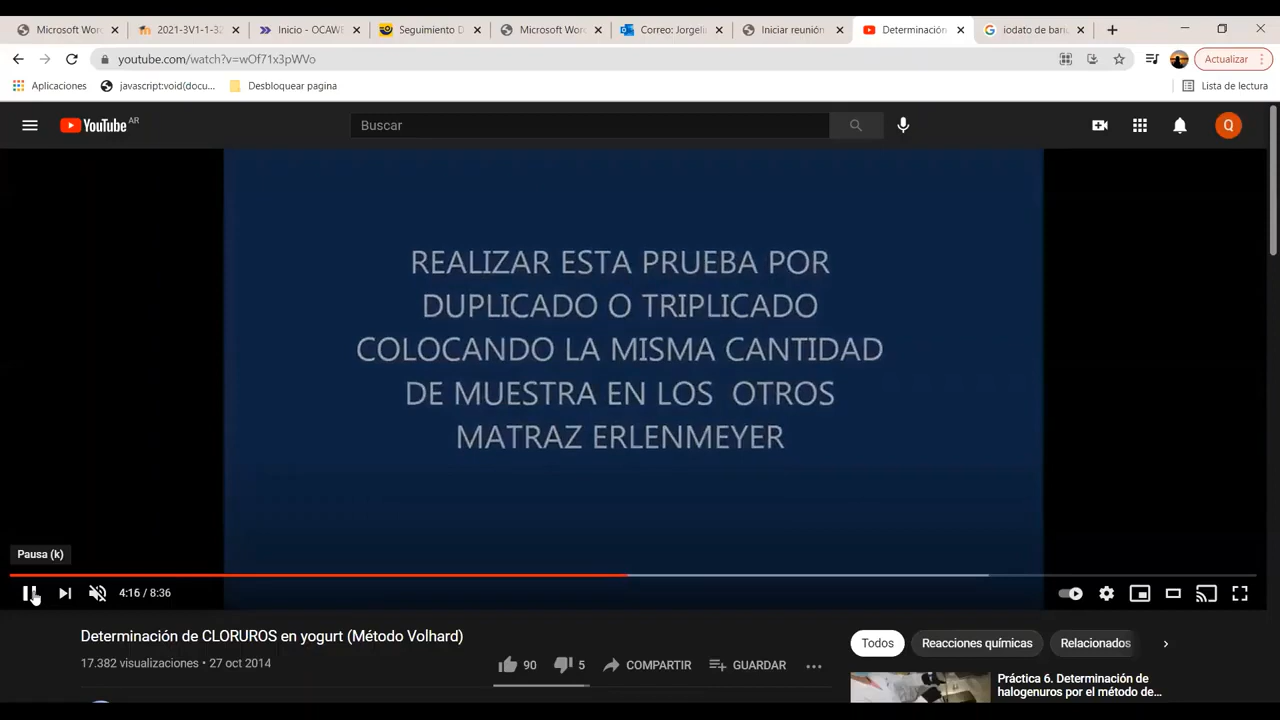 Microsoft Word
2021-3V1-1-32
Inicio - OCAWE
Seguimiento D
Microsoft Word
Correo: Jorgeli
Iniciar reunión
Determinación
iodato de bari
youtube.com/watch?v=wOf71x3pWVo
Actualizar
Aplicaciones
javascript:void(docu...
Desbloquear pagina
Lista de lectura
YouTube AR
Buscar
Q
REALIZAR ESTA PRUEBA POR
DUPLICADO O TRIPLICADO
COLOCANDO LA MISMA CANTIDAD
DE MUESTRA EN LOS OTROS
MATRAZ ERLENMEYER
Pausa (k)
4:16 / 8:36
Determinación de CLORUROS en yogurt (Método Volhard)
17.382 visualizaciones • 27 oct 2014
90
5
COMPARTIR
GUARDAR
Todos
Reacciones químicas
Relacionados
Práctica 6. Determinación de
halogenuros por el método de...